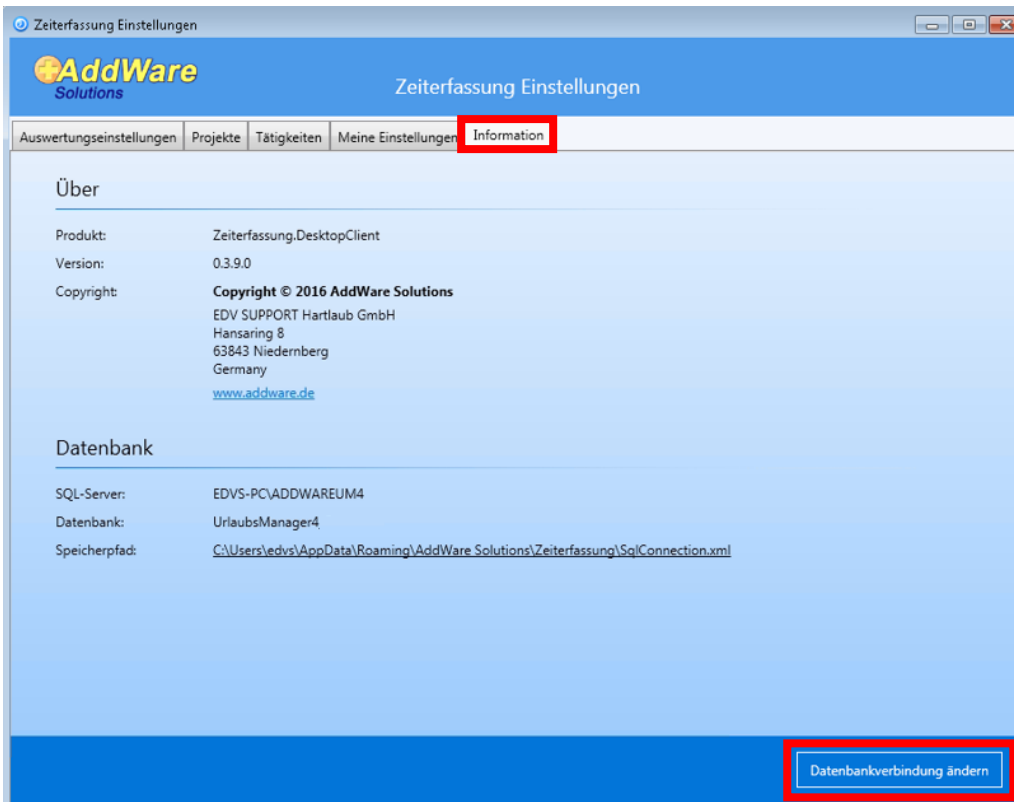 Zeiterfassung Einstellungen
AddWare
Solutions
Zeiterfassung Einstellungen
Auswertungseinstellungen Projekte Tätigkeiten Meine Einstellungen Information
Über
Produkt: Zeiterfassung.DesktopClient
Version: 0.3.9.0
Copyright: Copyright © 2016 AddWare Solutions
EDV SUPPORT Hartlaub GmbH
Hansaring 8
63843 Niedernberg
Germany
www.addware.de
Datenbank
SQL-Server: EDVS-PC\ADDWAREUM4
Datenbank: UrlaubsManager4
Speicherpfad: C:\Users\edvs\AppData\Roaming\AddWare Solutions\Zeiterfassung\SqlConnection.xml
Datenbankverbindung ändern